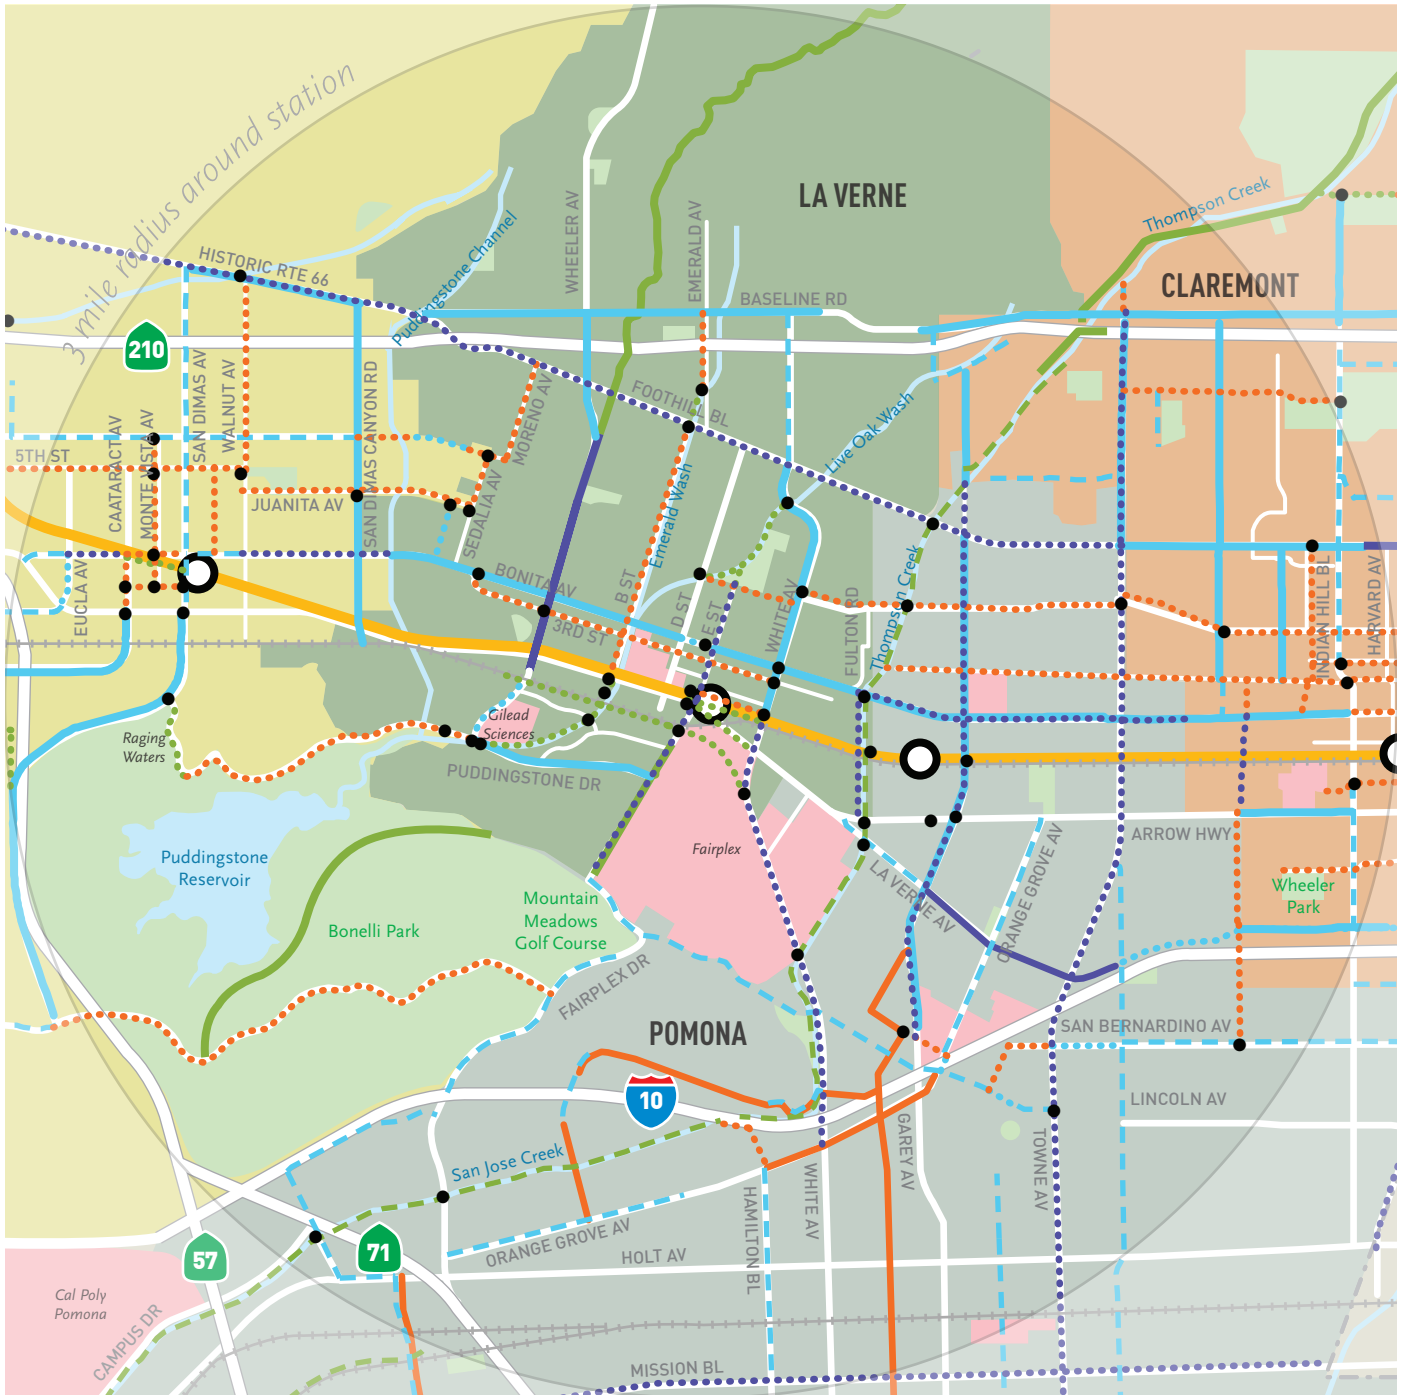 3 mile radius around station
LA VERNE
CLAREMONT
POMONA
Thompson Creek
HISTORIC RTE 66
Puddingstone Channel
WHEELER AV
EMERALD AV
BASELINE RD
210
SAN DIMAS AV
WALNUT AV
SAN DIMAS CANYON RD
CAATARACT AV
MONTE VISTA AV
5TH ST
JUANITA AV
MORENO AV
SEDALIA AV
FOOTHILL BL
Live Oak Wash
Emerald Wash
EUCLA AV
BONITA AV
3RD ST
B ST
D ST
E ST
WHITE AV
FULTON RD
Thompson Creek
INDIAN HILL BL
HARVARD AV
Raging
Waters
Gilead
Sciences
PUDDINGSTONE DR
Fairplex
ARROW HWY
Puddingstone
Reservoir
Bonelli Park
Mountain
Meadows
Golf Course
LA VERNE AV
ORANGE GROVE AV
Wheeler
Park
FAIRPLEX DR
SAN BERNARDINO AV
10
LINCOLN AV
GAREY AV
TOWNE AV
San Jose Creek
WHITE AV
HAMILTON BL
ORANGE GROVE AV
HOLT AV
57
71
Cal Poly
Pomona
CAMPUS DR
MISSION BL